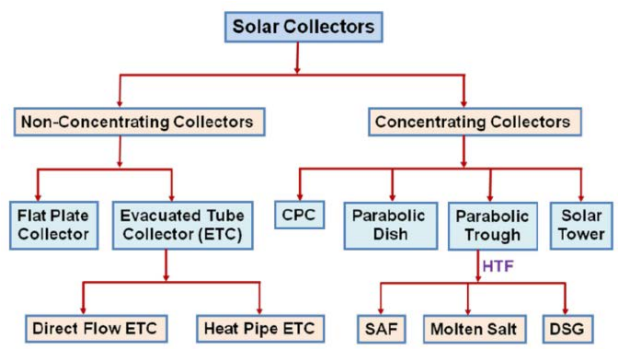 Solar Collectors
Non-Concentrating Collectors
Concentrating Collectors
Flat Plate
Collector
Evacuated Tube
Collector (ETC)
CPC
Parabolic
Dish
Parabolic
Trough
Solar
Tower
HTF
Direct Flow ETC
Heat Pipe ETC
SAF
Molten Salt
DSG